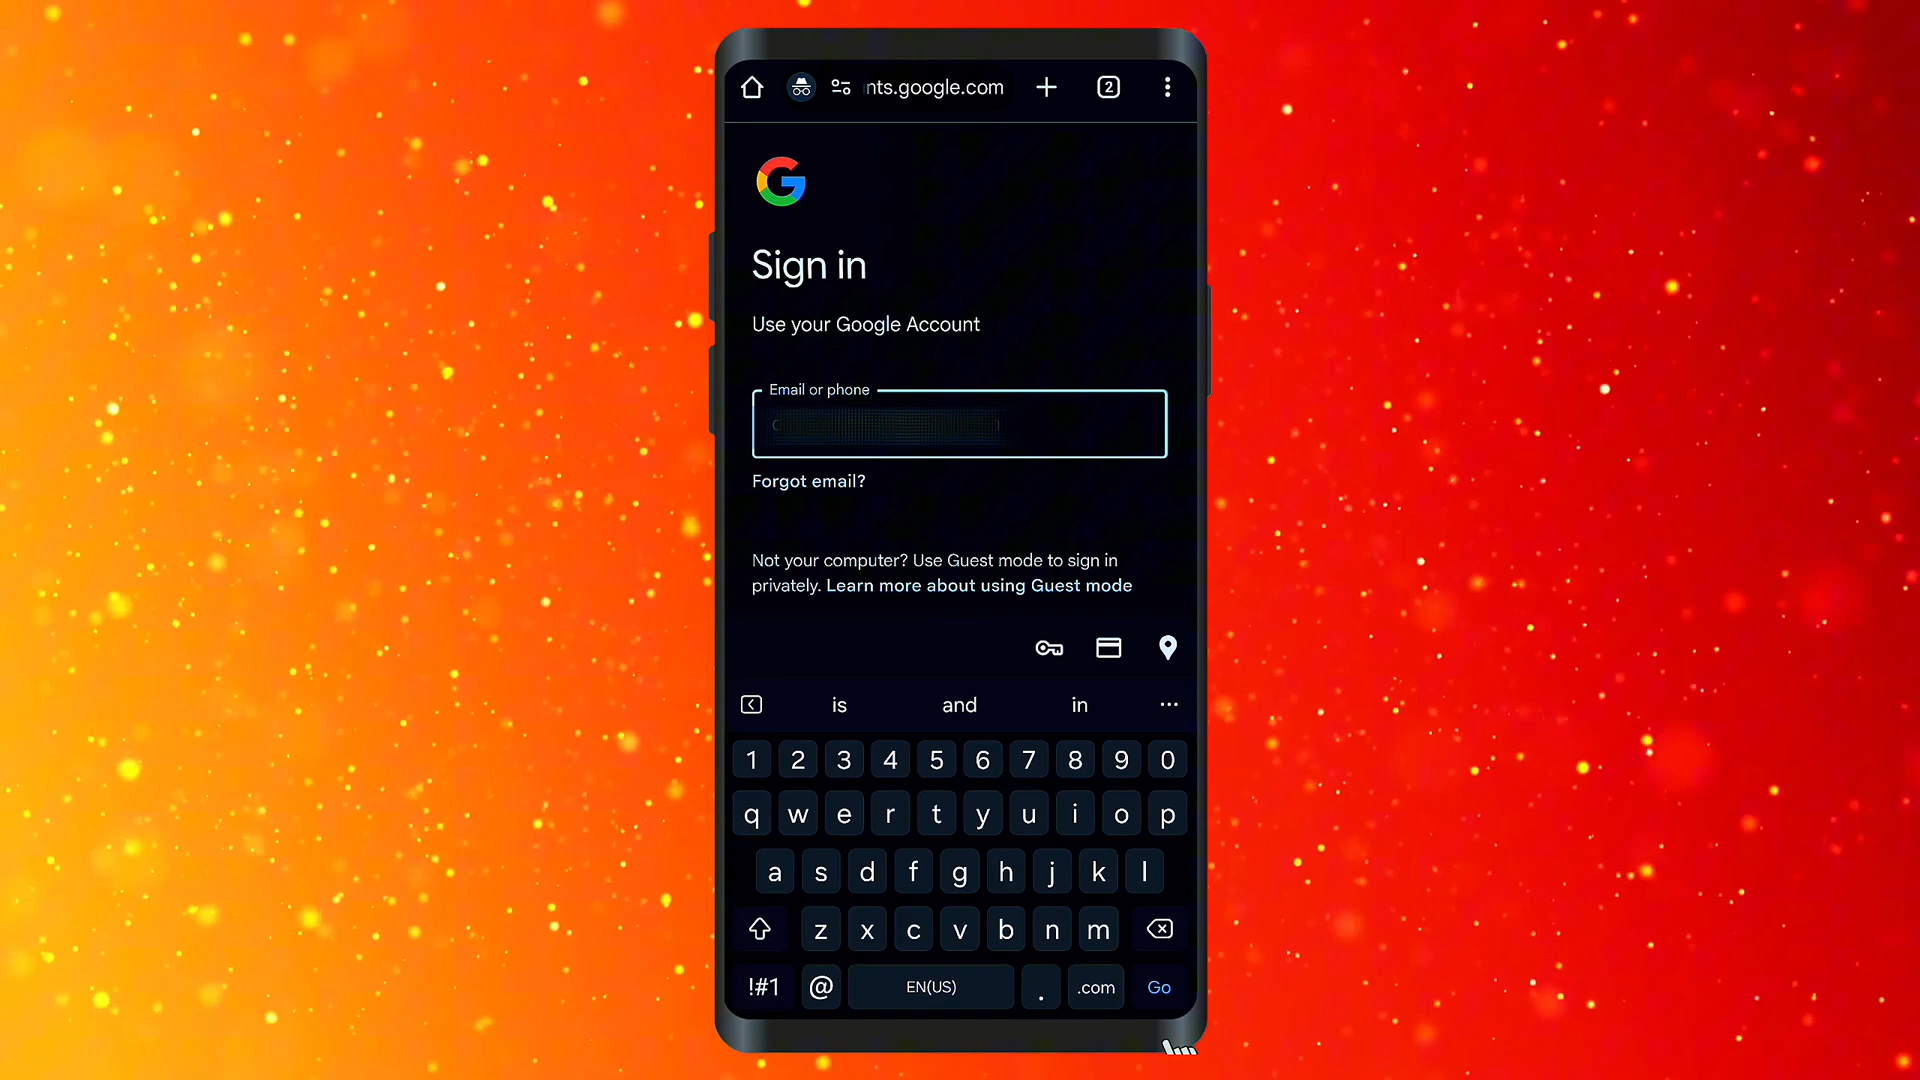 nts.google.com
2
Sign in
Use your Google Account
Email or phone
Forgot email?
Not your computer? Use Guest mode to sign in
privately. Learn more about using Guest mode
is and in
1 2 3 4 5 6 7 8 9 0
q w e r t y u i o p
a s d f g h j k l
z x c v b n m
!#1 @ EN(US) . .com Go